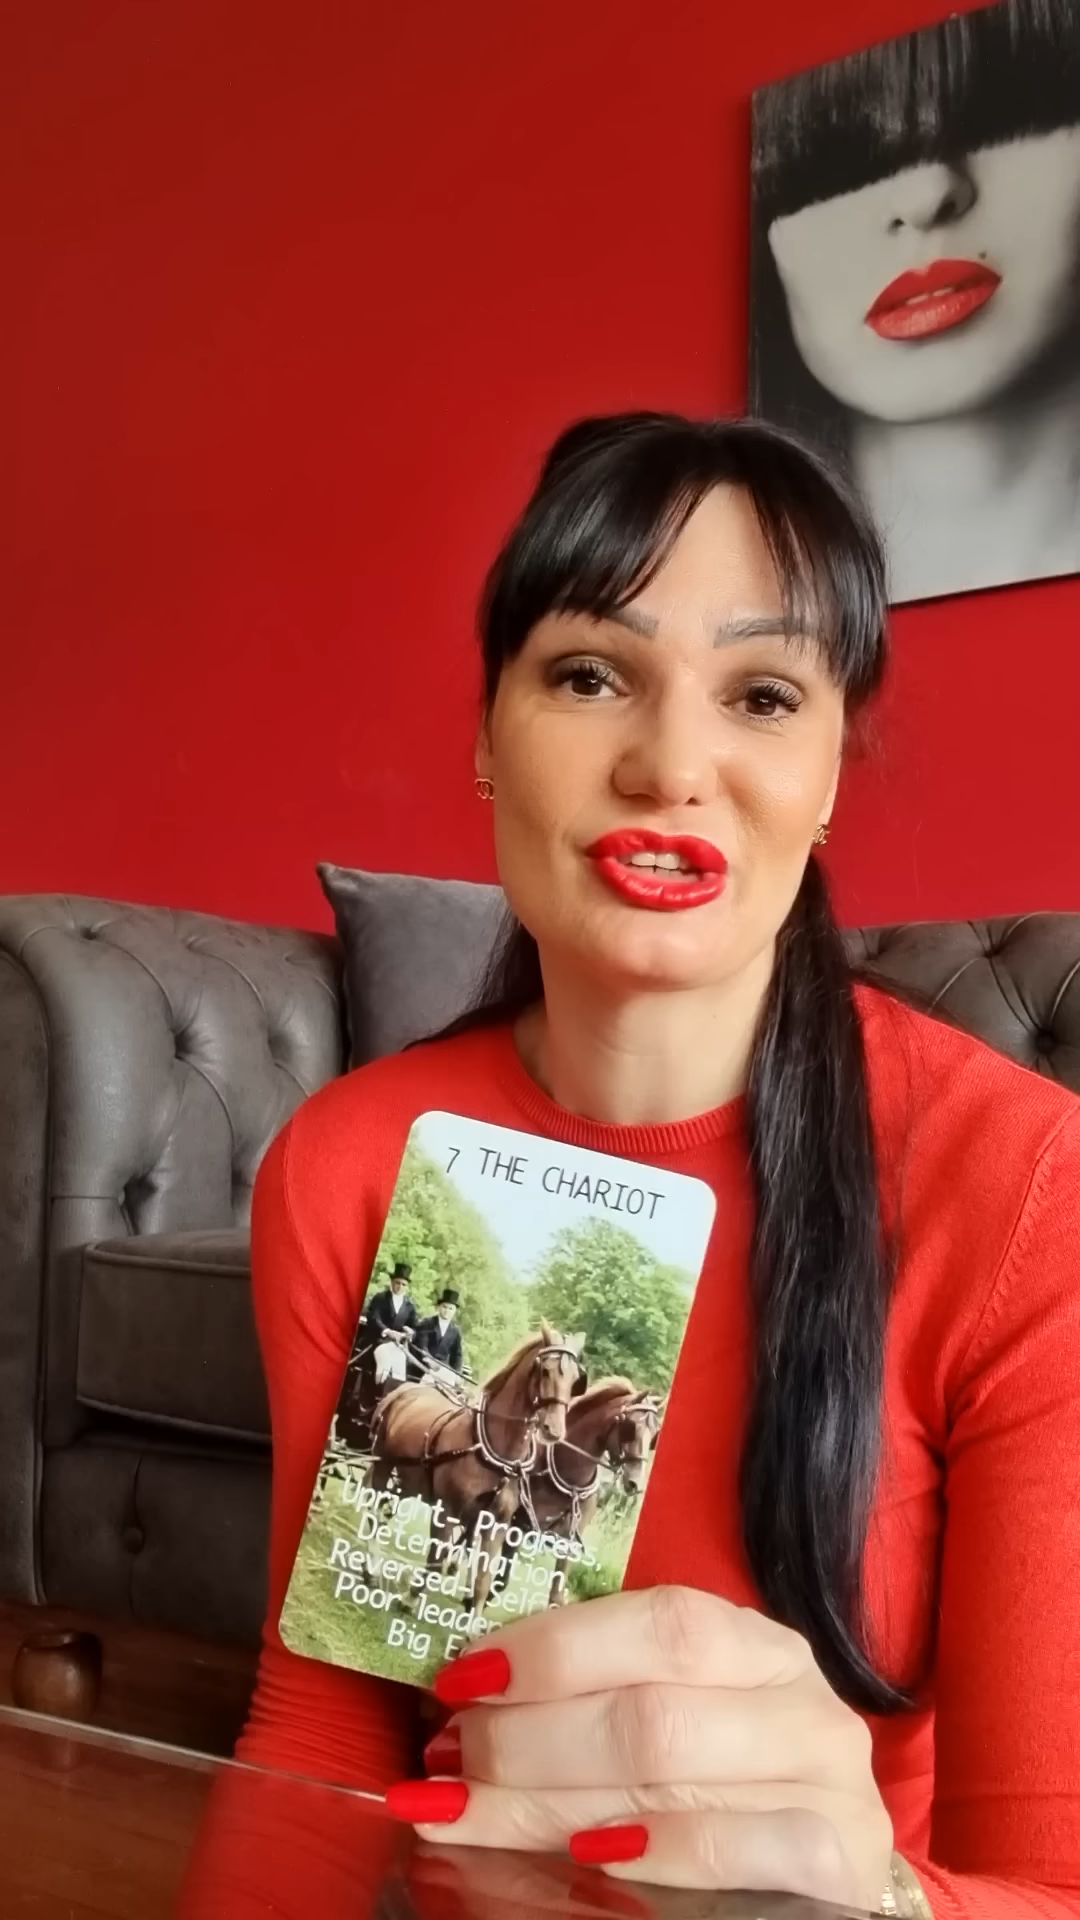 7 THE CHARIOT
Upright- Progress,
Determination,
Reversed-
Poor
Big